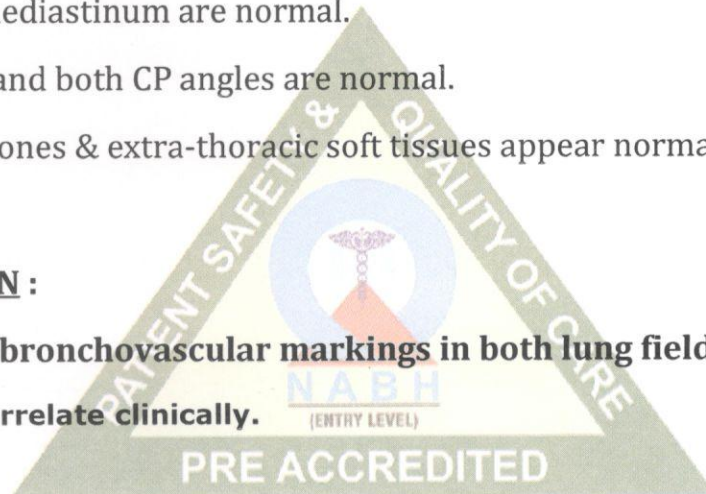 ediastinum are normal.
and both CP angles are normal.
ones & extra-thoracic soft tissues appear norma
N :
bronchovascular markings in both lung field
rrelate clinically.
PATIENT SAFETY & QUALITY OF CARE
NABH
(ENTRY LEVEL)
PRE ACCREDITED